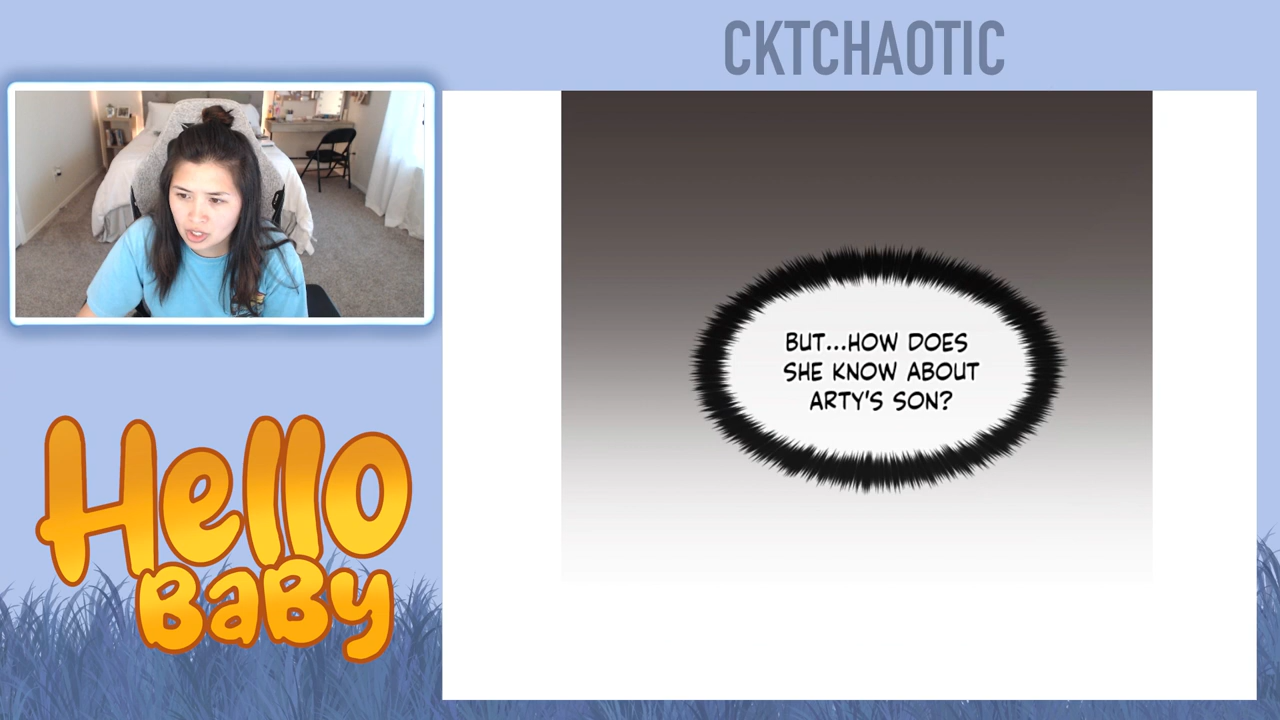 CKTCHAOTIC
BUT...HOW DOES
SHE KNOW ABOUT
ARTY'S SON?
Hello
BaBy